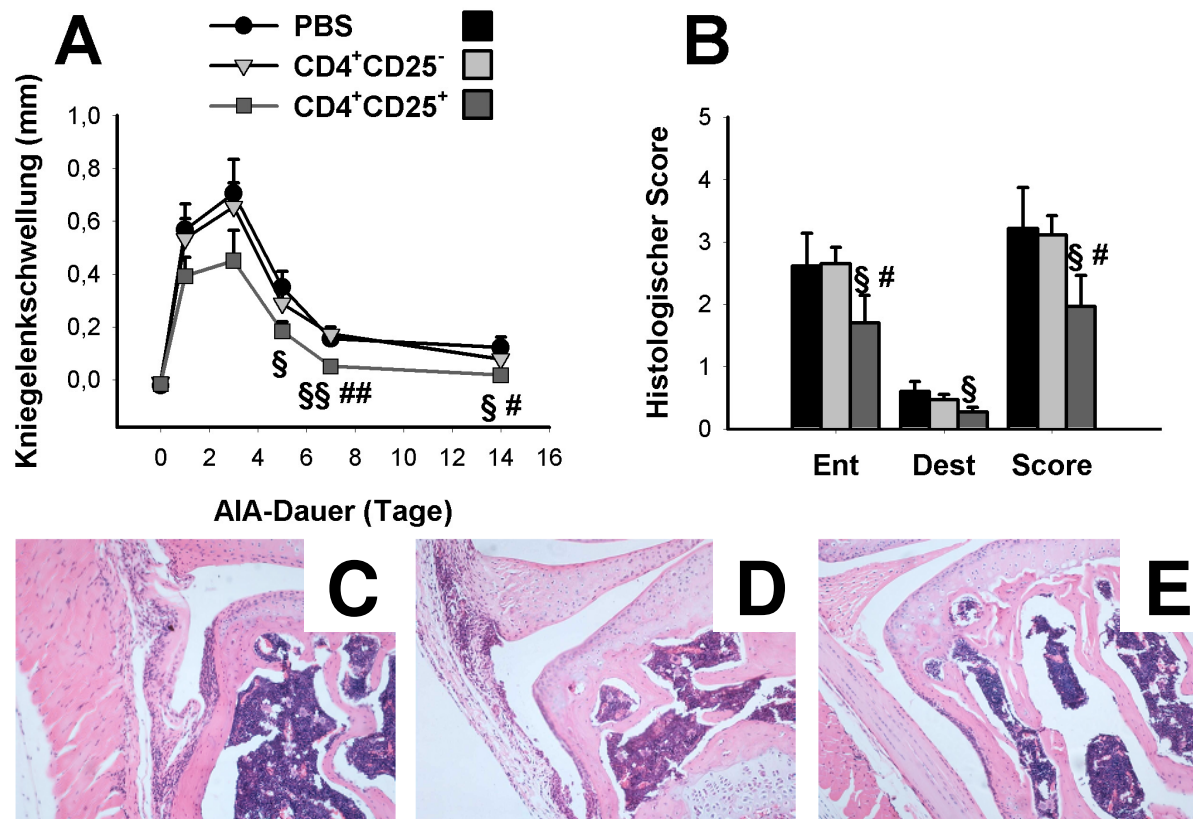 A
PBS
CD4⁺CD25⁻
CD4⁺CD25⁺
Kniegelenkschwellung (mm)
1,0
0,8
0,6
0,4
0,2
0,0
§
§§ ##
§ #
0 2 4 6 8 10 12 14 16
AIA-Dauer (Tage)
B
Histologischer Score
5
4
3
2
1
0
§ #
§
§ #
Ent Dest Score
C
D
E